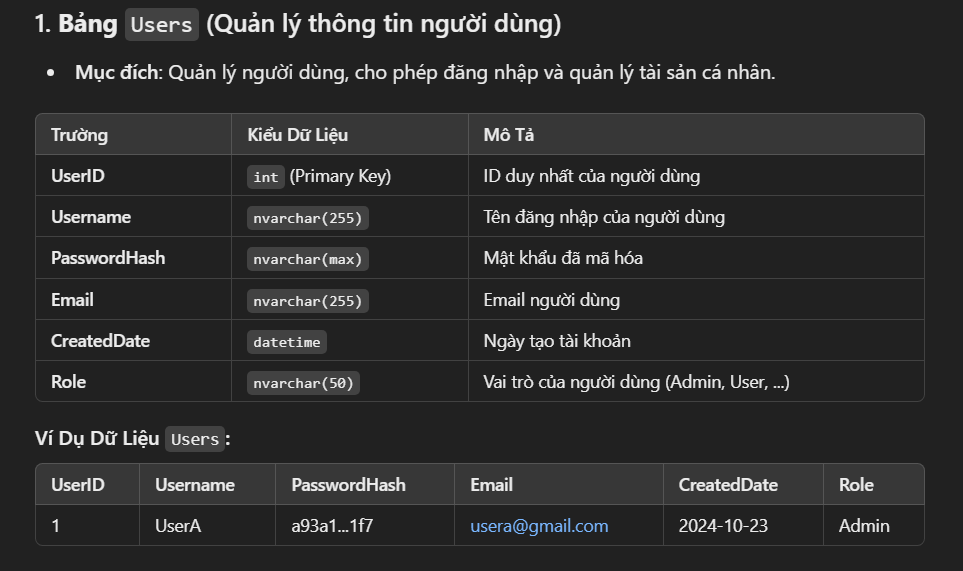 1. Bảng Users (Quản lý thông tin người dùng)
• Mục đích: Quản lý người dùng, cho phép đăng nhập và quản lý tài sản cá nhân.
Trường Kiểu Dữ Liệu Mô Tả
UserID int (Primary Key) ID duy nhất của người dùng
Username nvarchar(255) Tên đăng nhập của người dùng
PasswordHash nvarchar(max) Mật khẩu đã mã hóa
Email nvarchar(255) Email người dùng
CreatedDate datetime Ngày tạo tài khoản
Role nvarchar(50) Vai trò của người dùng (Admin, User, ...)
Ví Dụ Dữ Liệu Users:
UserID Username PasswordHash Email CreatedDate Role
1 UserA a93a1...1f7 usera@gmail.com 2024-10-23 Admin